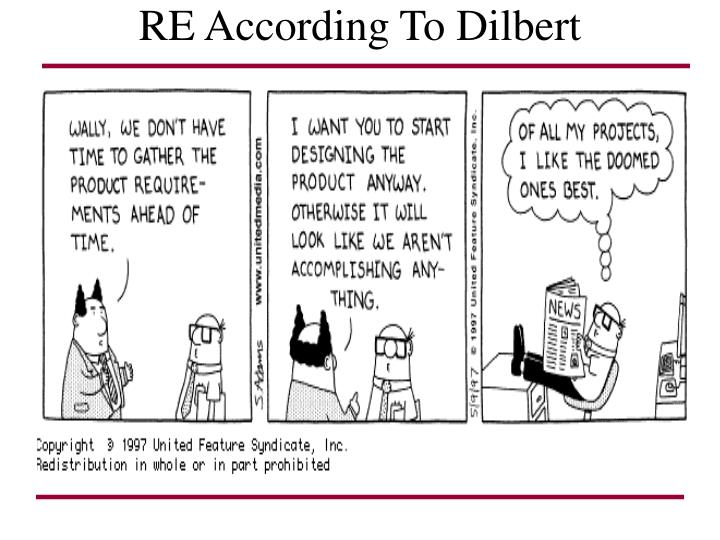 RE According To Dilbert
WALLY, WE DON'T HAVE
TIME TO GATHER THE
PRODUCT REQUIRE-
MENTS AHEAD OF
TIME.
S.Adams
www.unitedmedia.com
I WANT YOU TO START
DESIGNING THE
PRODUCT ANYWAY.
OTHERWISE IT WILL
LOOK LIKE WE AREN'T
ACCOMPLISHING ANY-
THING.
5/9/97 © 1997 United Feature Syndicate, Inc.
OF ALL MY PROJECTS,
I LIKE THE DOOMED
ONES BEST.
NEWS
Copyright © 1997 United Feature Syndicate, Inc.
Redistribution in whole or in part prohibited